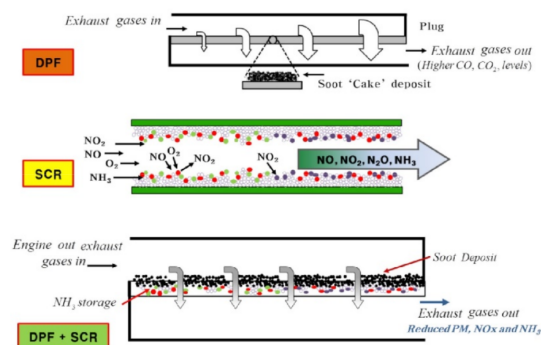 Exhaust gases in
Plug
DPF
Exhaust gases out
(Higher CO, CO2, levels)
Soot 'Cake' deposit
SCR
NO2
NO
O2
NH3
NO
O2
NO2
NO2
NO, NO2, N2O, NH3
Engine out exhaust
gases in
Soot Deposit
NH3 storage
Exhaust gases out
Reduced PM, NOx and NH3
DPF + SCR